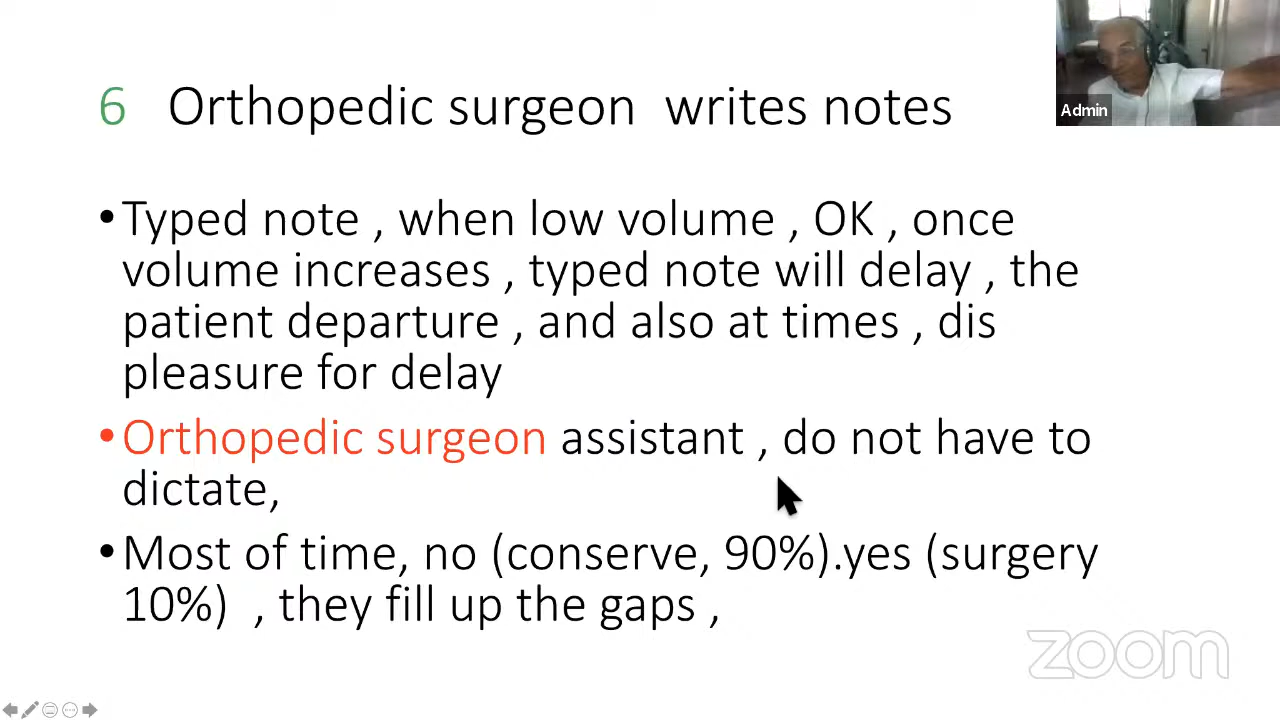 6 Orthopedic surgeon writes notes
Admin
•Typed note , when low volume , OK , once
volume increases , typed note will delay , the
patient departure , and also at times , dis
pleasure for delay
•Orthopedic surgeon assistant , do not have to
dictate,
•Most of time, no (conserve, 90%).yes (surgery
10%) , they fill up the gaps ,
zoom